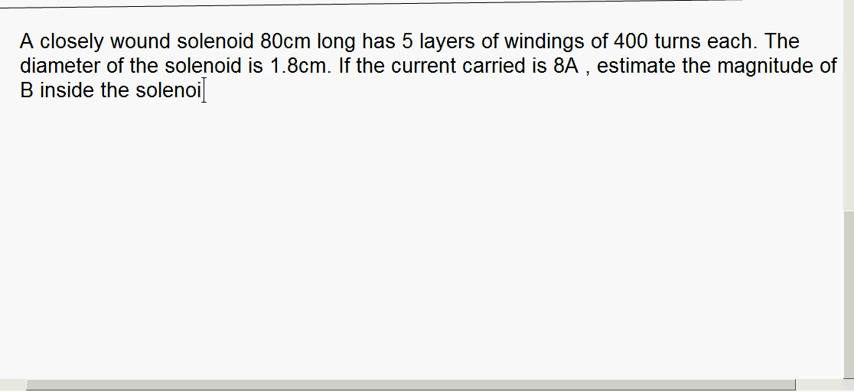 A closely wound solenoid 80cm long has 5 layers of windings of 400 turns each. The
diameter of the solenoid is 1.8cm. If the current carried is 8A , estimate the magnitude of
B inside the solenoi